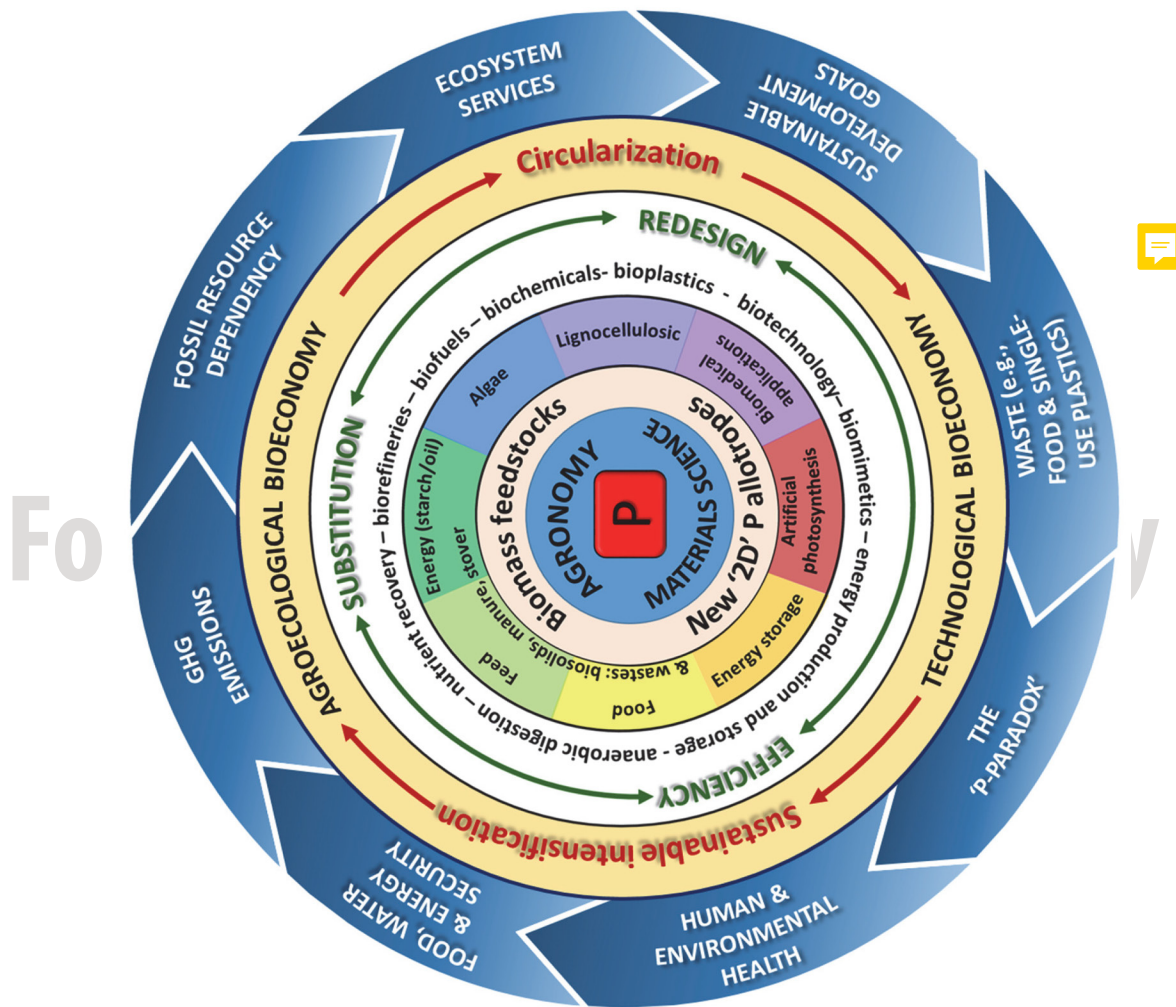 ECOSYSTEM
SERVICES
SUSTAINABLE
DEVELOPMENT
GOALS
WASTE (e.g.,
FOOD & SINGLE-
USE PLASTICS)
THE
‘P-PARADOX’
HUMAN &
ENVIRONMENTAL
HEALTH
FOOD, WATER
& ENERGY
SECURITY
GHG
EMISSIONS
FOSSIL RESOURCE
DEPENDENCY
Circularization
TECHNOLOGICAL BIOECONOMY
Sustainable intensification
AGROECOLOGICAL BIOECONOMY
REDESIGN
EFFICIENCY
SUBSTITUTION
anaerobic digestion – nutrient recovery – biorefineries – biofuels – biochemicals- bioplastics - biotechnology– biomimetics – energy production and storage -
Lignocellulosic
Biomedical
applications
Artificial
photosynthesis
Energy storage
Food
& wastes: biosolids, manure, stover
Feed
Energy (starch/oil)
Algae
Biomass feedstocks
New ‘2D’ P allotropes
AGRONOMY
MATERIALS SCIENCE
P
Fo
y